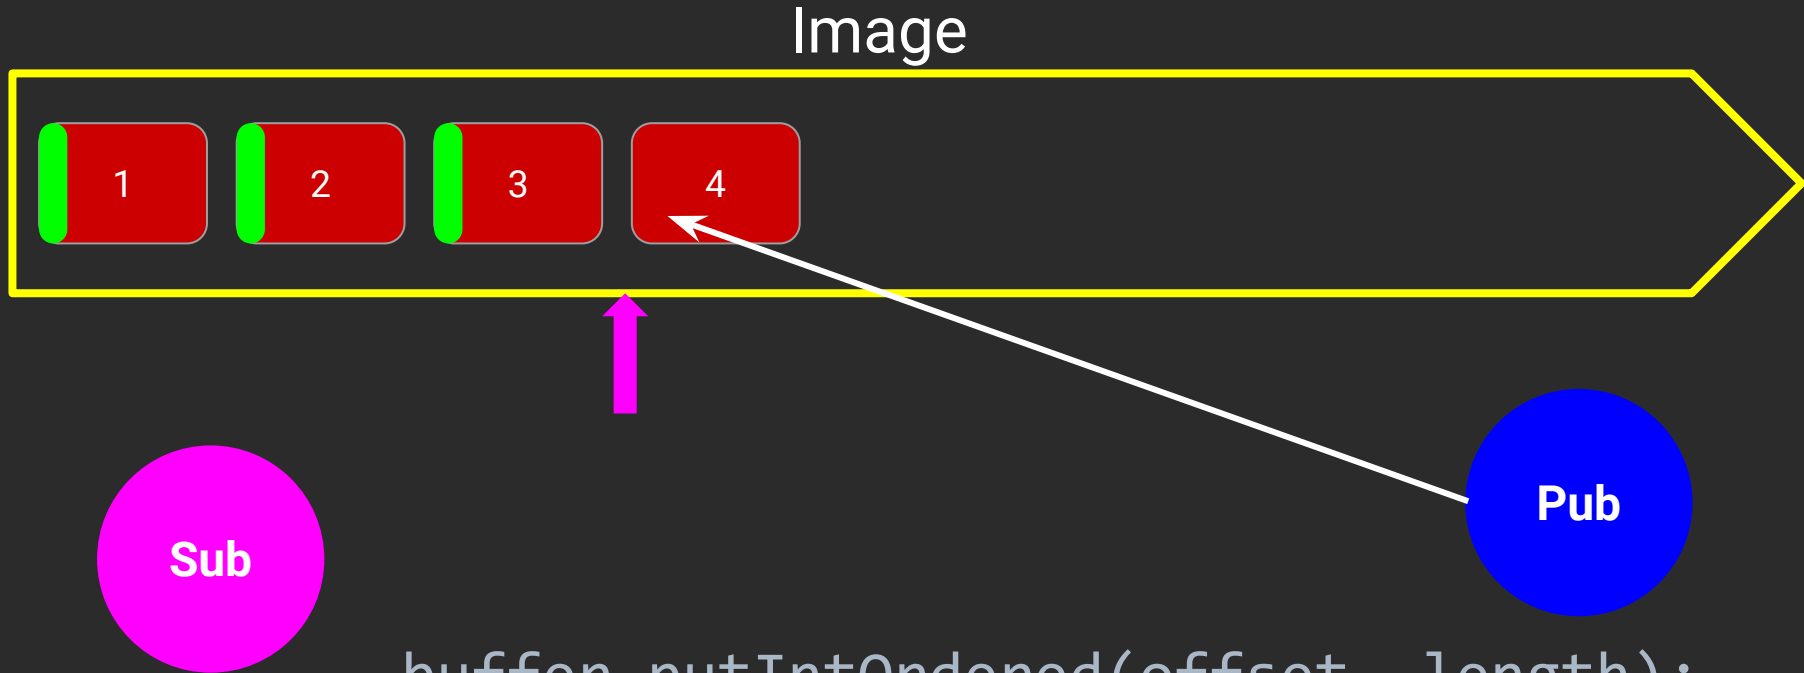 Image
1 2 3 4
Pub
Sub
buffer.putIntOrdered(offset, length);